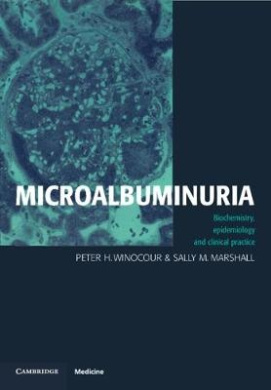 MICROALBUMINURIA
Biochemistry,
epidemiology
and clinical practice
PETER H. WINOCOUR & SALLY M. MARSHALL
CAMBRIDGE Medicine